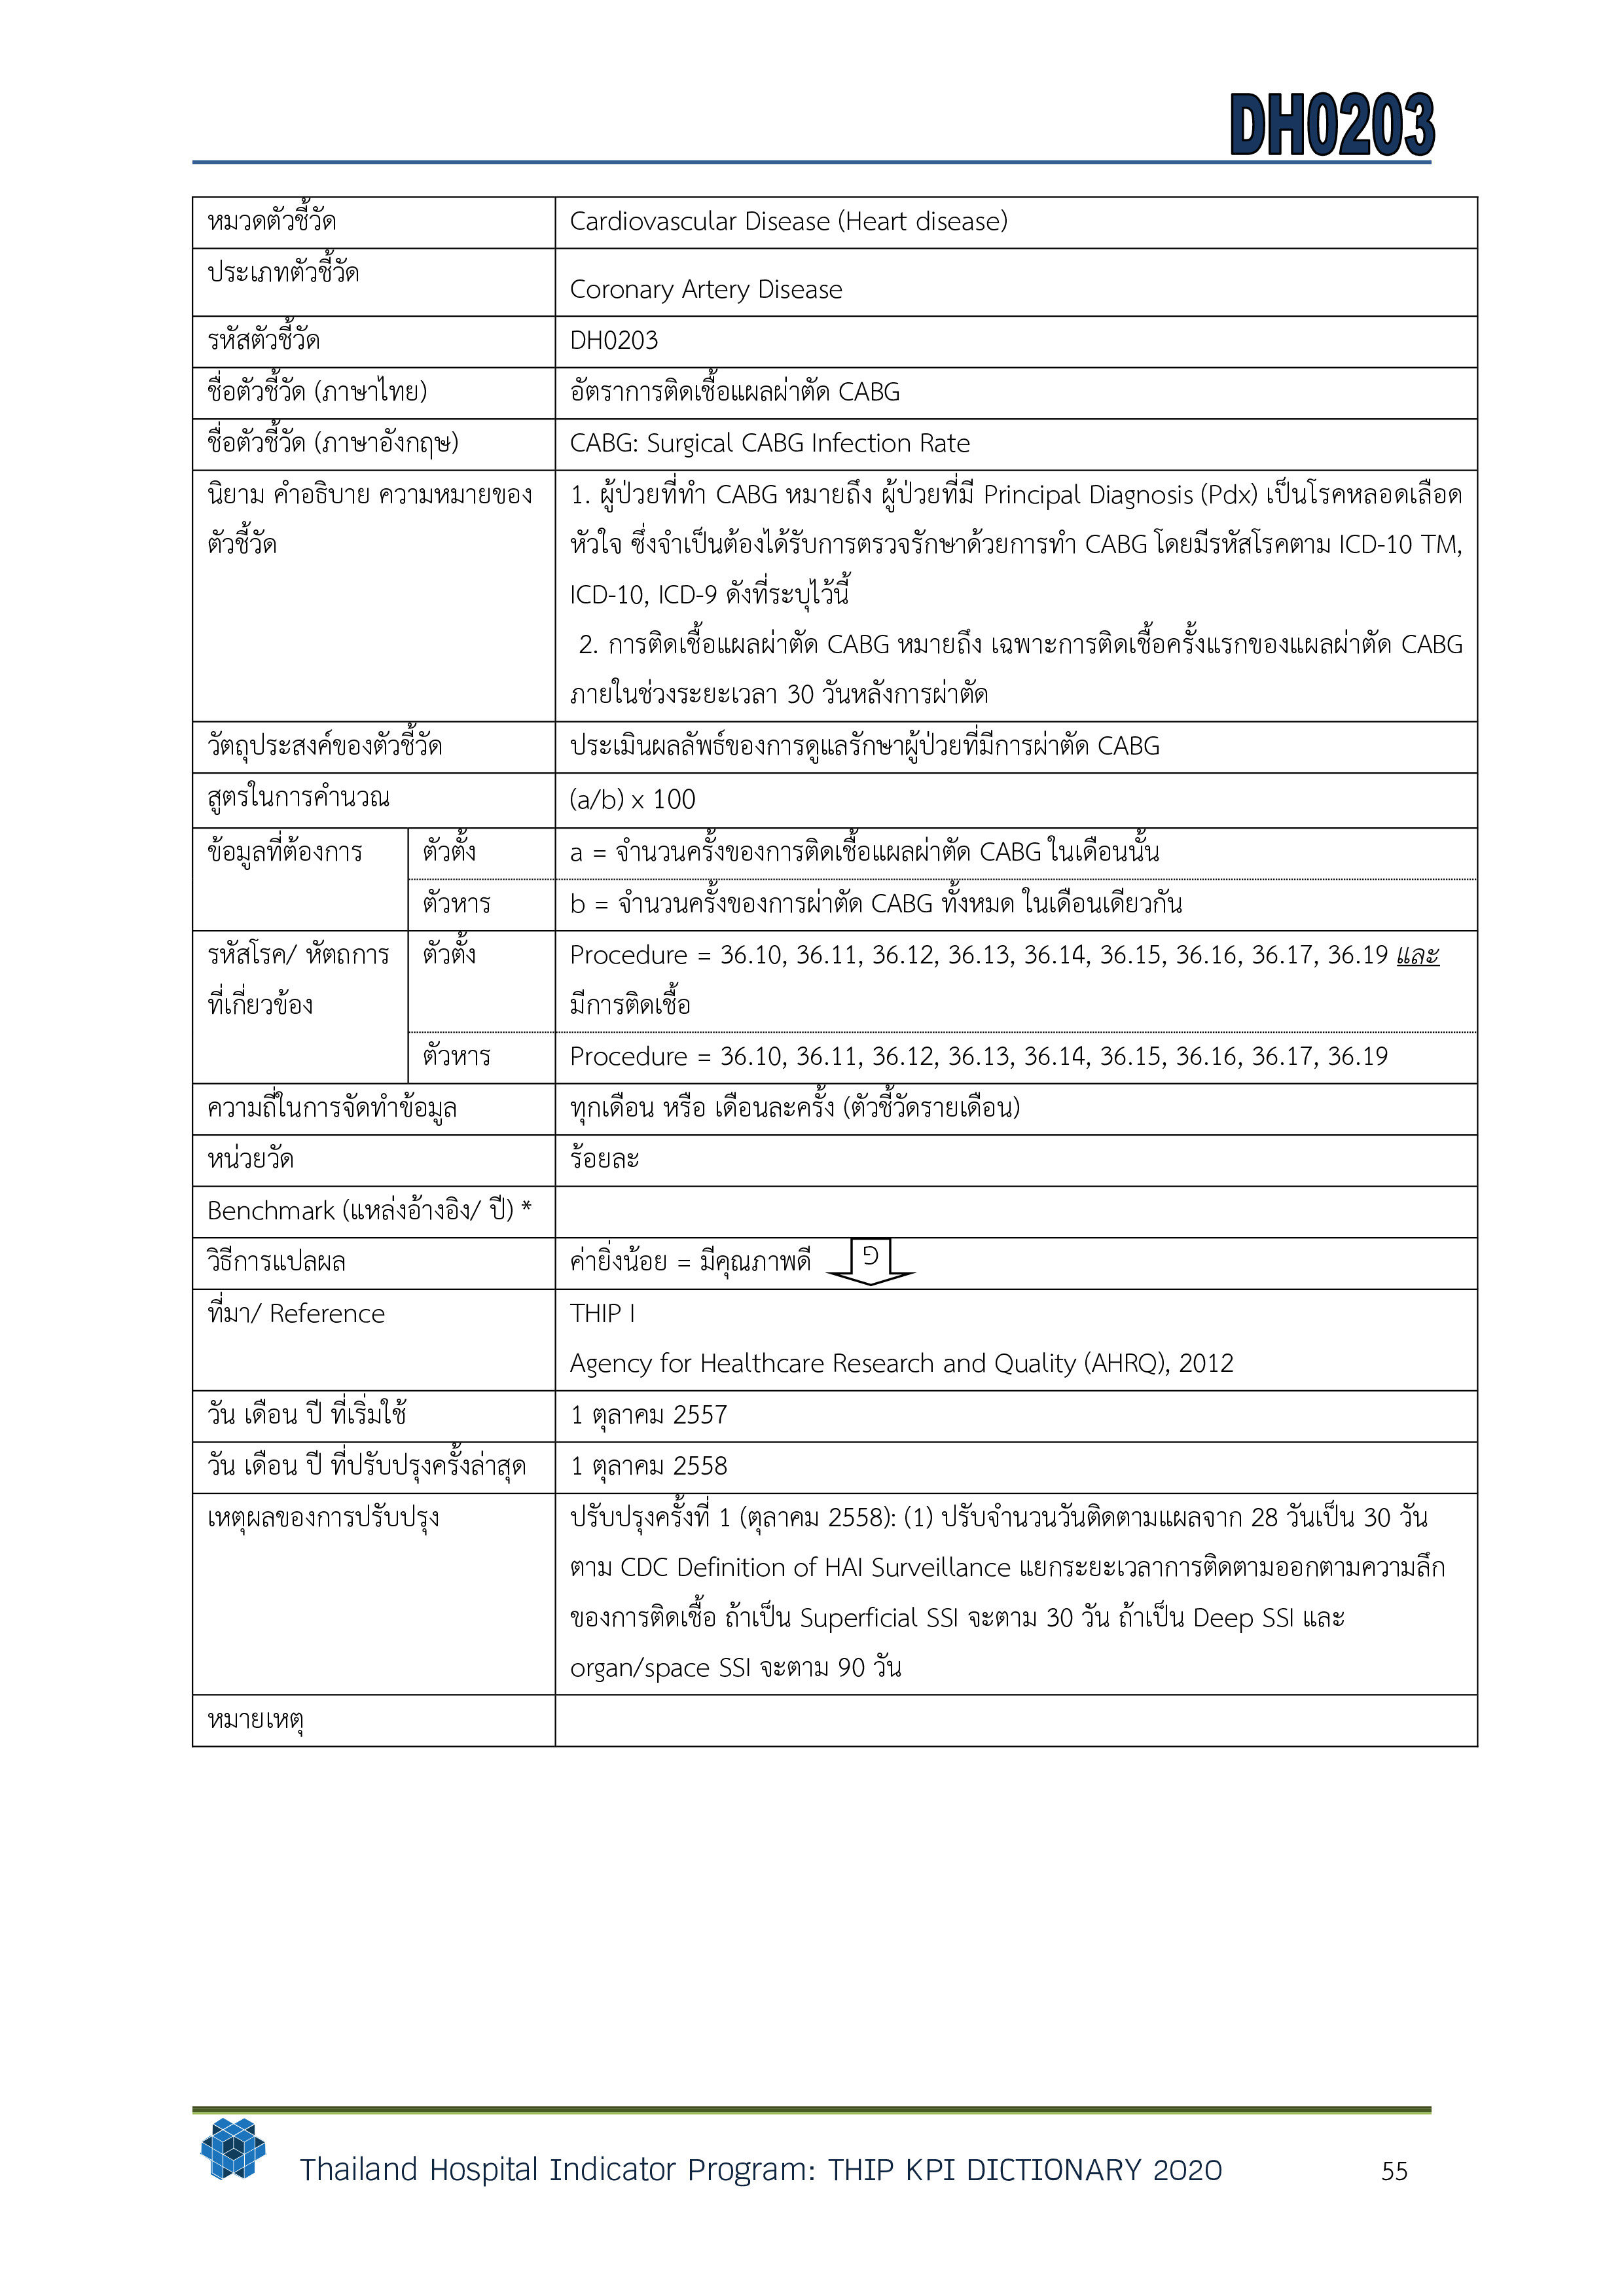 DH0203
หมวดตัวชี้วัด Cardiovascular Disease (Heart disease)
ประเภทตัวชี้วัด Coronary Artery Disease
รหัสตัวชี้วัด DH0203
ชื่อตัวชี้วัด (ภาษาไทย) อัตราการติดเชื้อแผลผ่าตัด CABG
ชื่อตัวชี้วัด (ภาษาอังกฤษ) CABG: Surgical CABG Infection Rate
นิยาม คำอธิบาย ความหมายของ
ตัวชี้วัด
1. ผู้ป่วยที่ทำ CABG หมายถึง ผู้ป่วยที่มี Principal Diagnosis (Pdx) เป็นโรคหลอดเลือด
หัวใจ ซึ่งจำเป็นต้องได้รับการตรวจรักษาด้วยการทำ CABG โดยมีรหัสโรคตาม ICD-10 TM,
ICD-10, ICD-9 ดังที่ระบุไว้นี้
2. การติดเชื้อแผลผ่าตัด CABG หมายถึง เฉพาะการติดเชื้อครั้งแรกของแผลผ่าตัด CABG
ภายในช่วงระยะเวลา 30 วันหลังการผ่าตัด
วัตถุประสงค์ของตัวชี้วัด ประเมินผลลัพธ์ของการดูแลรักษาผู้ป่วยที่มีการผ่าตัด CABG
สูตรในการคำนวณ (a/b) x 100
ข้อมูลที่ต้องการ ตัวตั้ง a = จำนวนครั้งของการติดเชื้อแผลผ่าตัด CABG ในเดือนนั้น
ตัวหาร b = จำนวนครั้งของการผ่าตัด CABG ทั้งหมด ในเดือนเดียวกัน
รหัสโรค/ หัตถการ
ที่เกี่ยวข้อง
ตัวตั้ง Procedure = 36.10, 36.11, 36.12, 36.13, 36.14, 36.15, 36.16, 36.17, 36.19 และ
มีการติดเชื้อ
ตัวหาร Procedure = 36.10, 36.11, 36.12, 36.13, 36.14, 36.15, 36.16, 36.17, 36.19
ความถี่ในการจัดทำข้อมูล ทุกเดือน หรือ เดือนละครั้ง (ตัวชี้วัดรายเดือน)
หน่วยวัด ร้อยละ
Benchmark (แหล่งอ้างอิง/ ปี) *
วิธีการแปลผล ค่ายิ่งน้อย = มีคุณภาพดี
ที่มา/ Reference THIP I
Agency for Healthcare Research and Quality (AHRQ), 2012
วัน เดือน ปี ที่เริ่มใช้ 1 ตุลาคม 2557
วัน เดือน ปี ที่ปรับปรุงครั้งล่าสุด 1 ตุลาคม 2558
เหตุผลของการปรับปรุง ปรับปรุงครั้งที่ 1 (ตุลาคม 2558): (1) ปรับจำนวนวันติดตามแผลจาก 28 วันเป็น 30 วัน
ตาม CDC Definition of HAI Surveillance แยกระยะเวลาการติดตามออกตามความลึก
ของการติดเชื้อ ถ้าเป็น Superficial SSI จะตาม 30 วัน ถ้าเป็น Deep SSI และ
organ/space SSI จะตาม 90 วัน
หมายเหตุ
Thailand Hospital Indicator Program: THIP KPI DICTIONARY 2020 55